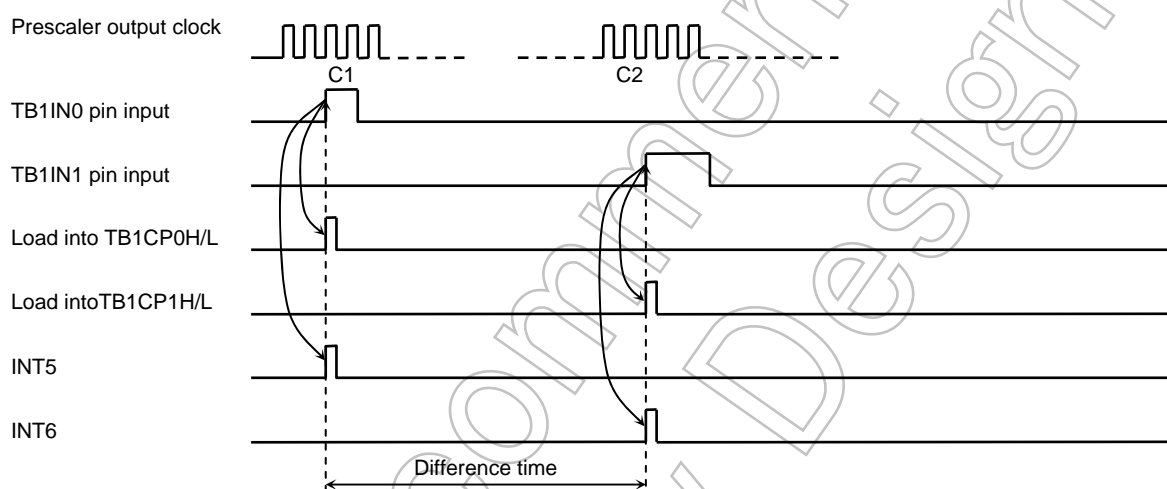 Prescaler output clock
C1
C2
TB1IN0 pin input
TB1IN1 pin input
Load into TB1CP0H/L
Load intoTB1CP1H/L
INT5
INT6
Difference time